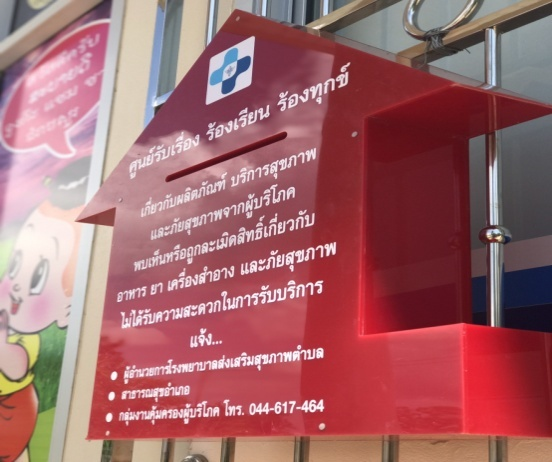 ศูนย์รับเรื่อง ร้องเรียน ร้องทุกข์
เกี่ยวกับผลิตภัณฑ์ บริการสุขภาพ
และภัยสุขภาพจากผู้บริโภค
พบเห็นหรือถูกละเมิดสิทธิ์เกี่ยวกับ
อาหาร ยา เครื่องสำอาง และภัยสุขภาพ
ไม่ได้รับความสะดวกในการรับบริการ
แจ้ง...
● ผู้อำนวยการโรงพยาบาลส่งเสริมสุขภาพตำบล
● สาธารณสุขอำเภอ
● กลุ่มงานคุ้มครองผู้บริโภค โทร. 044-617-464